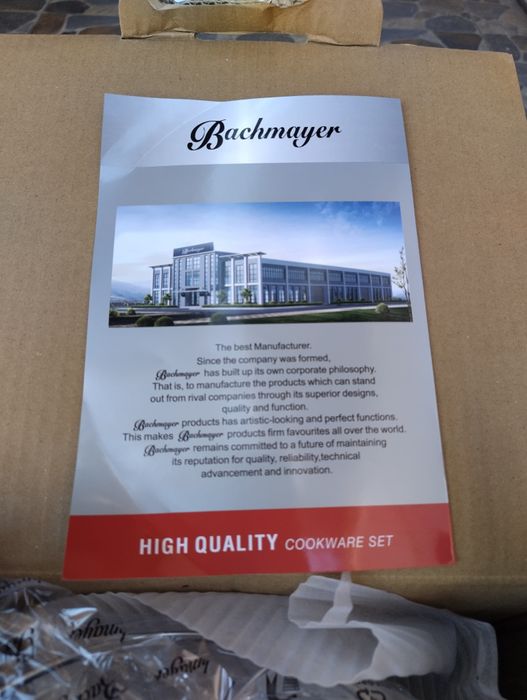 Bachmayer
Bachmayer
The best Manufacturer.
Since the company was formed,
Bachmayer has built up its own corporate philosophy.
That is, to manufacture the products which can stand
out from rival companies through its superior designs,
quality and function.
Bachmayer products has artistic-looking and perfect functions.
This makes Bachmayer products firm favourites all over the world.
Bachmayer remains committed to a future of maintaining
its reputation for quality, reliability,technical
advancement and innovation.
HIGH QUALITY COOKWARE SET